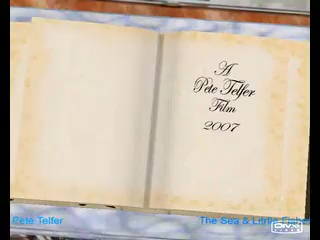 A
Pete Telfer
Film
2007
Pete Telfer
The Sea & Little Fishes